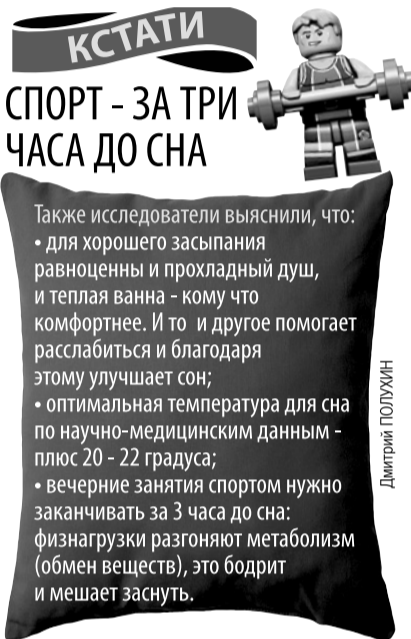 КСТАТИ
СПОРТ - ЗА ТРИ
ЧАСА ДО СНА
Также исследователи выяснили, что:
• для хорошего засыпания
равноценны и прохладный душ,
и теплая ванна - кому что
комфортнее. И то и другое помогает
расслабиться и благодаря
этому улучшает сон;
• оптимальная температура для сна
по научно-медицинским данным -
плюс 20 - 22 градуса;
• вечерние занятия спортом нужно
заканчивать за 3 часа до сна:
физнагрузки разгоняют метаболизм
(обмен веществ), это бодрит
и мешает заснуть.
Дмитрий ПОЛУХИН